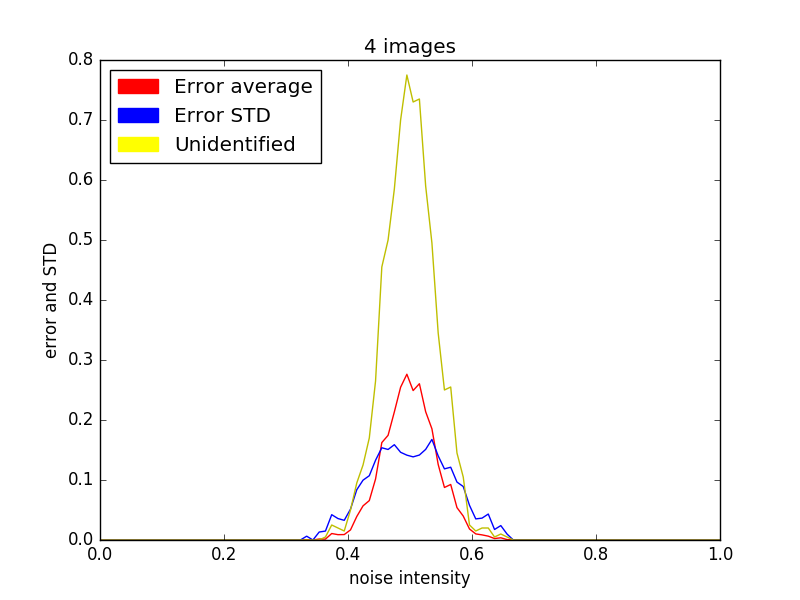 4 images
Error average
Error STD
Unidentified
0.8
0.7
0.6
0.5
0.4
0.3
0.2
0.1
0.0
error and STD
0.0 0.2 0.4 0.6 0.8 1.0
noise intensity